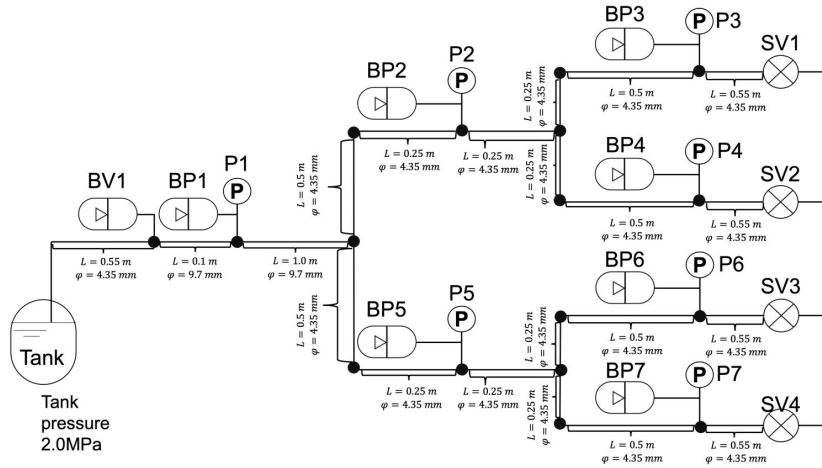 BP3
P
P3
SV1
L = 0.5 m
φ = 4.35 mm
L = 0.55 m
φ = 4.35 mm
BP2
P2
P
L = 0.25 m
φ = 4.35 mm
L = 0.25 m
φ = 4.35 mm
L = 0.25 m
φ = 4.35 mm
L = 0.25 m
φ = 4.35 mm
BP4
P
P4
SV2
L = 0.5 m
φ = 4.35 mm
L = 0.55 m
φ = 4.35 mm
L = 0.5 m
φ = 4.35 mm
BV1
BP1
P1
P
L = 0.55 m
φ = 4.35 mm
L = 0.1 m
φ = 9.7 mm
L = 1.0 m
φ = 9.7 mm
L = 0.5 m
φ = 4.35 mm
BP5
P5
P
L = 0.25 m
φ = 4.35 mm
L = 0.25 m
φ = 4.35 mm
BP6
P
P6
SV3
L = 0.5 m
φ = 4.35 mm
L = 0.55 m
φ = 4.35 mm
L = 0.25 m
φ = 4.35 mm
L = 0.25 m
φ = 4.35 mm
BP7
P
P7
SV4
L = 0.5 m
φ = 4.35 mm
L = 0.55 m
φ = 4.35 mm
Tank
Tank
pressure
2.0MPa